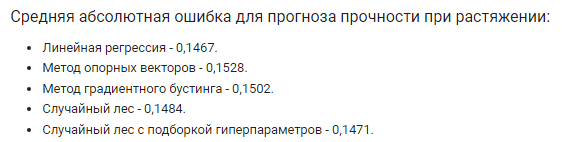 Средняя абсолютная ошибка для прогноза прочности при растяжении:
• Линейная регрессия - 0,1467.
• Метод опорных векторов - 0,1528.
• Метод градиентного бустинга - 0,1502.
• Случайный лес - 0,1484.
• Случайный лес с подборкой гиперпараметров - 0,1471.